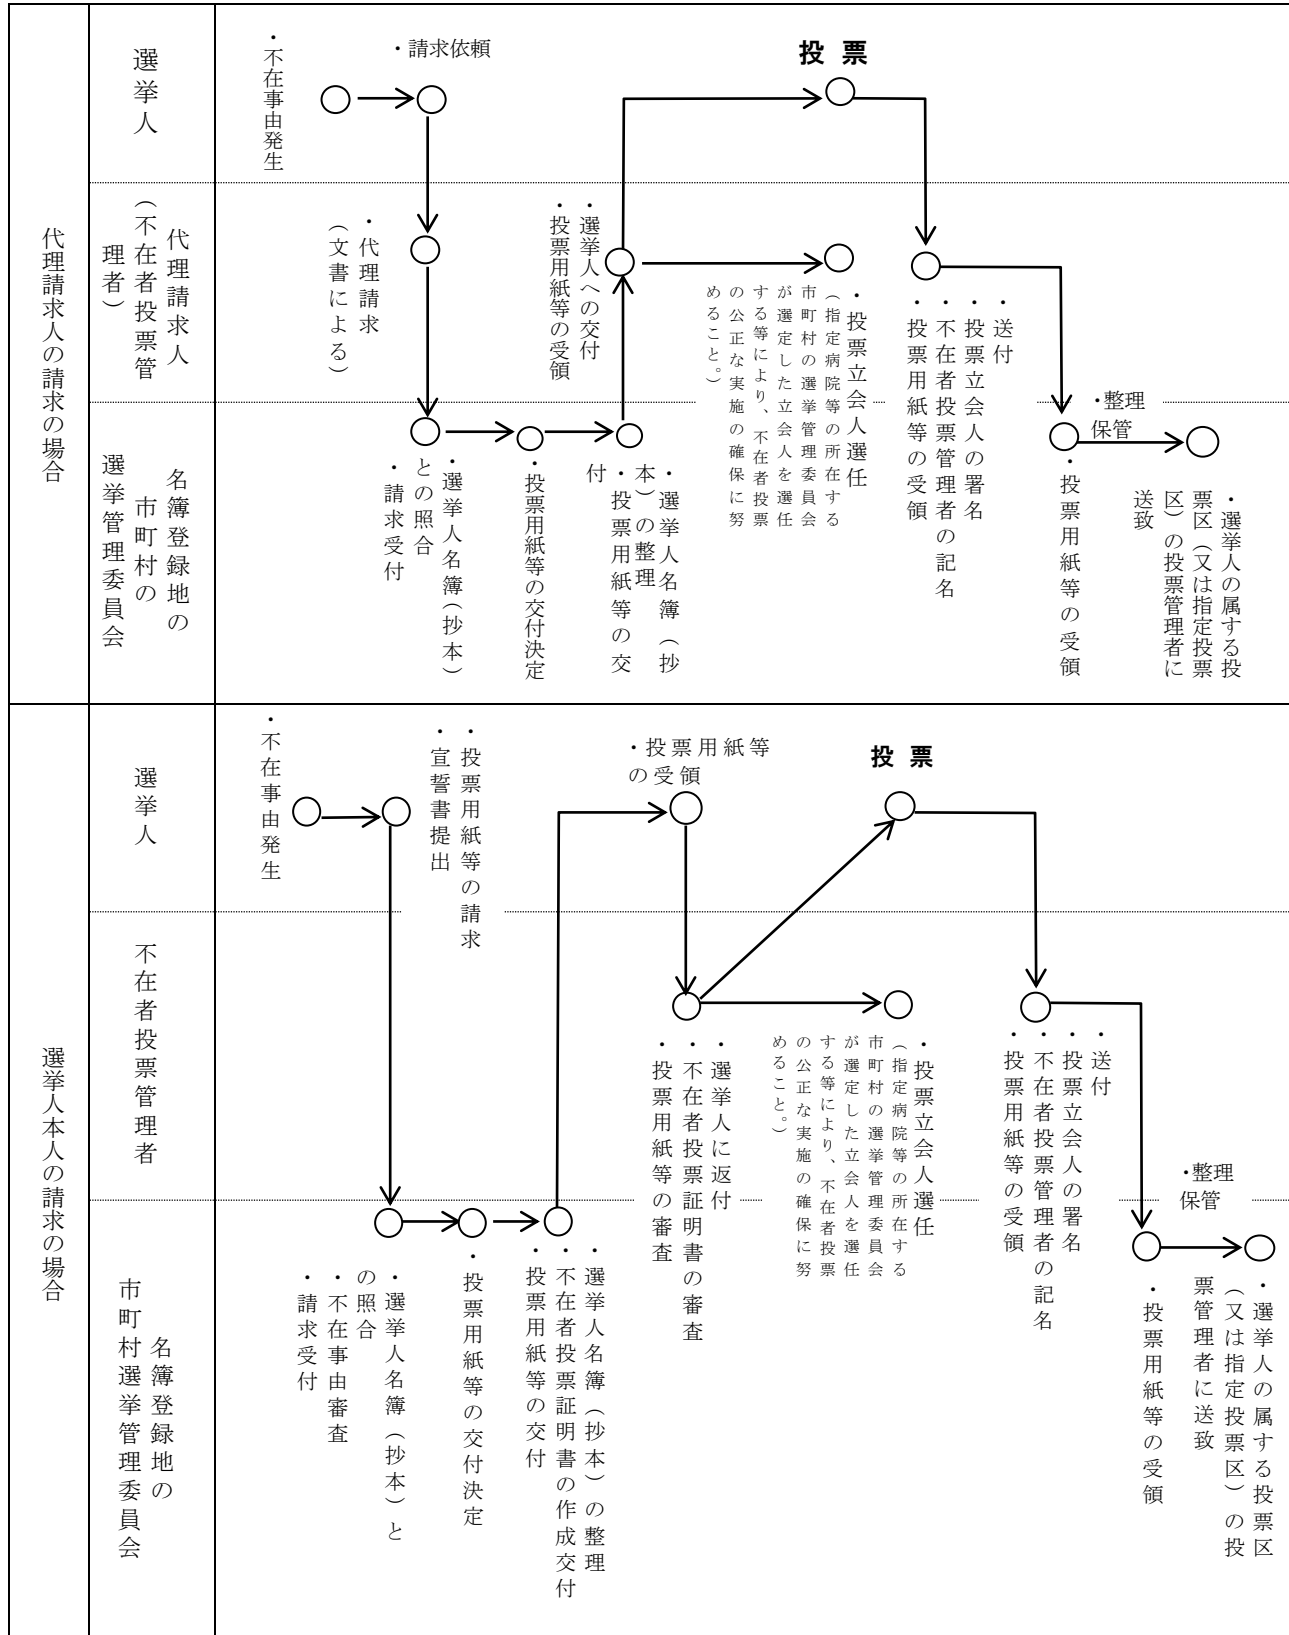 代理請求人の請求の場合
選挙人
・不在事由発生
・請求依頼
投 票
代理請求人
（不在者投票管
理者）
・代理請求
（文書による）
・選挙人への交付
・投票用紙等の受領
・投票立会人選任
（指定病院等の所在する
市町村の選挙管理委員会
が選定した立会人を選任
する等により、不在者投票
の公正な実施の確保に努
めること。）
・送付
・投票立会人の署名
・不在者投票管理者の記名
・投票用紙等の受領
名簿登録地の
市町村の
選挙管理委員会
・選挙人名簿（抄本）
との照合
・請求受付
・投票用紙等の交付決定
・選挙人名簿（抄
本）の整理
・投票用紙等の交
付
・投票用紙等の受領
・整理
保管
・選挙人の属する投
票区（又は指定投票
区）の投票管理者に
送致
選挙人本人の請求の場合
選挙人
・不在事由発生
・投票用紙等の請求
・宣誓書提出
・投票用紙等
の受領
投 票
不在者投票管理者
・選挙人に返付
・不在者投票証明書の審査
・投票用紙等の審査
・投票立会人選任
（指定病院等の所在する
市町村の選挙管理委員会
が選定した立会人を選任
する等により、不在者投票
の公正な実施の確保に努
めること。）
・送付
・投票立会人の署名
・不在者投票管理者の記名
・投票用紙等の受領
名簿登録地の
市町村選挙管理委員会
・選挙人名簿（抄本）と
の照合
・不在事由審査
・請求受付
・投票用紙等の交付決定
・選挙人名簿（抄本）の整理
・不在者投票証明書の作成交付
・投票用紙等の交付
・投票用紙等の受領
・整理
保管
・選挙人の属する投票区
（又は指定投票区）の投
票管理者に送致